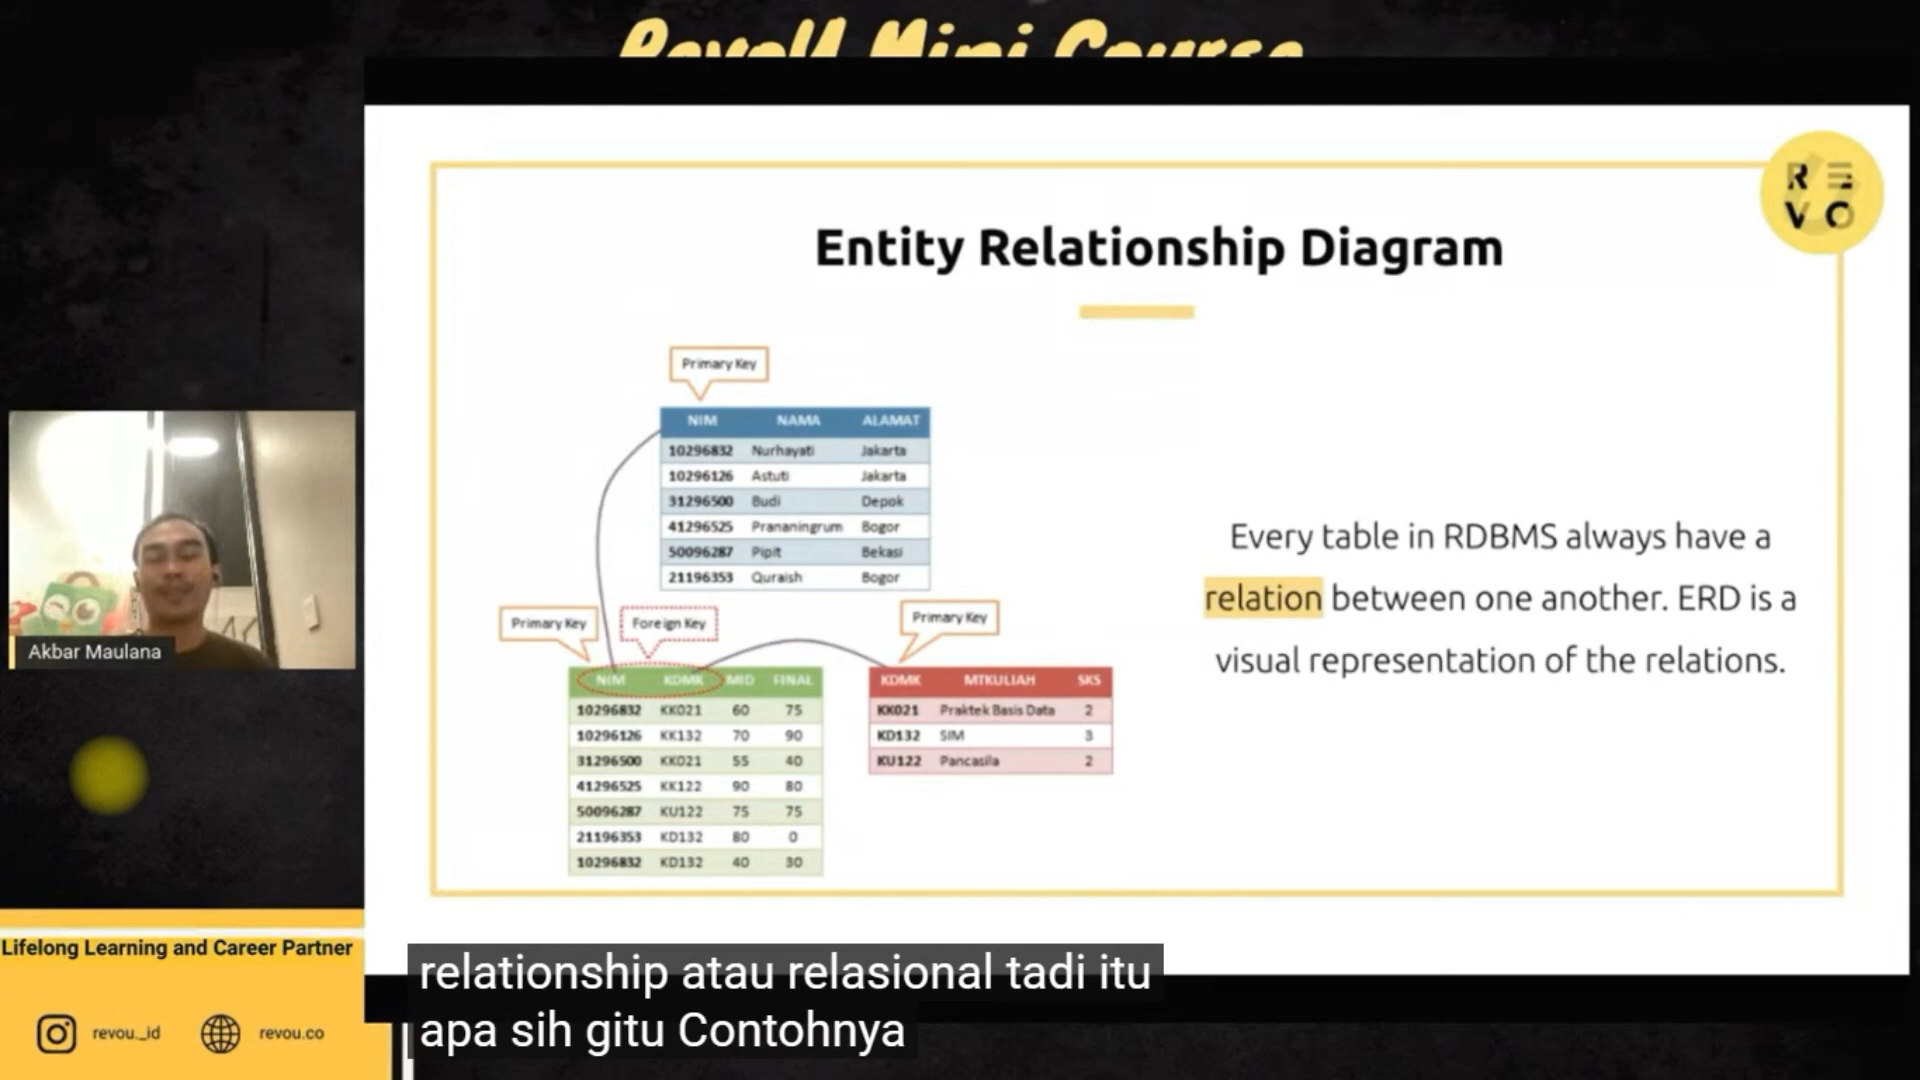 RevoU Mini Course
RE
VO
Entity Relationship Diagram
Primary Key
NIM NAMA ALAMAT
10296832 Nurhayati Jakarta
10296126 Astuti Jakarta
31296500 Budi Depok
41296525 Prananingrum Bogor
50096287 Pipit Bekasi
21196353 Quraish Bogor
Primary Key
Foreign Key
Primary Key
NIM KDMK MID FINAL
10296832 KK021 60 75
10296126 KK132 70 90
31296500 KK021 55 40
41296525 KK122 90 80
50096287 KU122 75 75
21196353 KD132 80 0
10296832 KD132 40 30
KDMK MTKULIAH SKS
KK021 Praktek Basis Data 2
KD132 SIM 3
KU122 Pancasila 2
Every table in RDBMS always have a
relation between one another. ERD is a
visual representation of the relations.
Akbar Maulana
Lifelong Learning and Career Partner
revou_id
revou.co
relationship atau relasional tadi itu
apa sih gitu Contohnya